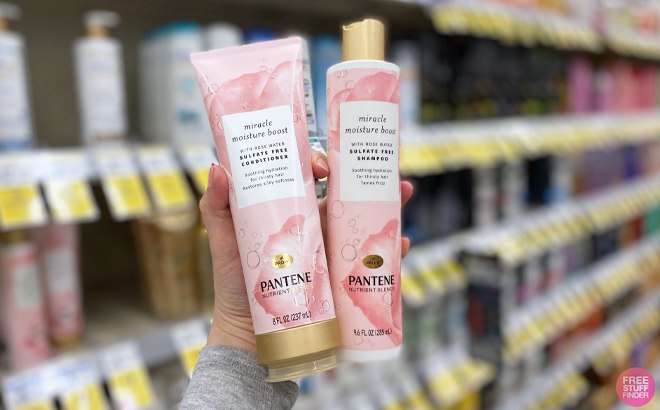 miracle
moisture boost
WITH ROSE WATER
SULFATE FREE
CONDITIONER
Soothing hydration
for thirsty hair
Restores silky softness
PRO-V
PANTENE
NUTRIENT
8 FL OZ (237 mL)
miracle
moisture boost
WITH ROSE WATER
SULFATE FREE
SHAMPOO
Soothing hydration
for thirsty hair
Tames frizz
PRO-V
PANTENE
NUTRIENT BLENDS
9.6 FL OZ (285 mL)
FREE
STUFF
FINDER